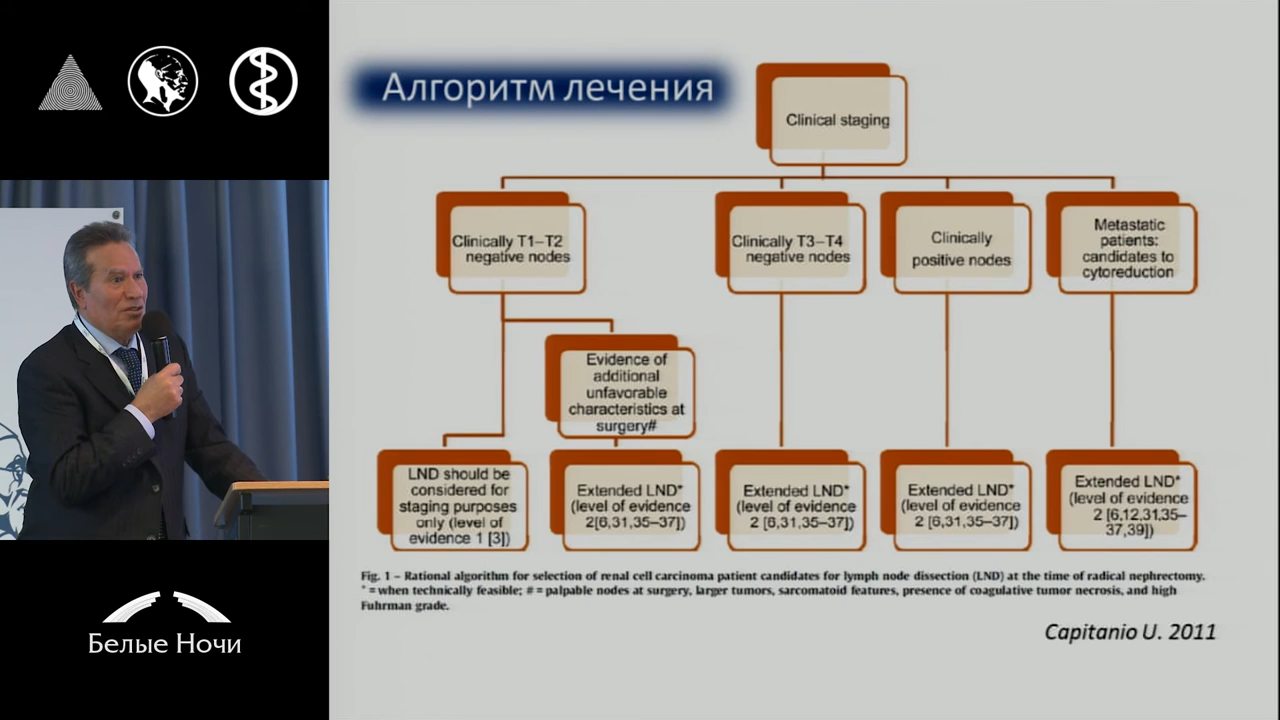 Алгоритм лечения
Clinical staging
Clinically T1–T2
negative nodes
Clinically T3–T4
negative nodes
Clinically
positive nodes
Metastatic
patients:
candidates to
cytoreduction
Evidence of
additional
unfavorable
characteristics at
surgery#
LND should be
considered for
staging purposes
only (level of
evidence 1 [3])
Extended LND*
(level of evidence
2[6,31,35–37])
Extended LND*
(level of evidence
2 [6,31,35–37])
Extended LND*
(level of evidence
2 [6,31,35–37])
Extended LND*
(level of evidence
2 [6,12,31,35–
37,39])
Fig. 1 – Rational algorithm for selection of renal cell carcinoma patient candidates for lymph node dissection (LND) at the time of radical nephrectomy.
* = when technically feasible; # = palpable nodes at surgery, larger tumors, sarcomatoid features, presence of coagulative tumor necrosis, and high
Fuhrman grade.
Capitanio U. 2011
Белые Ночи